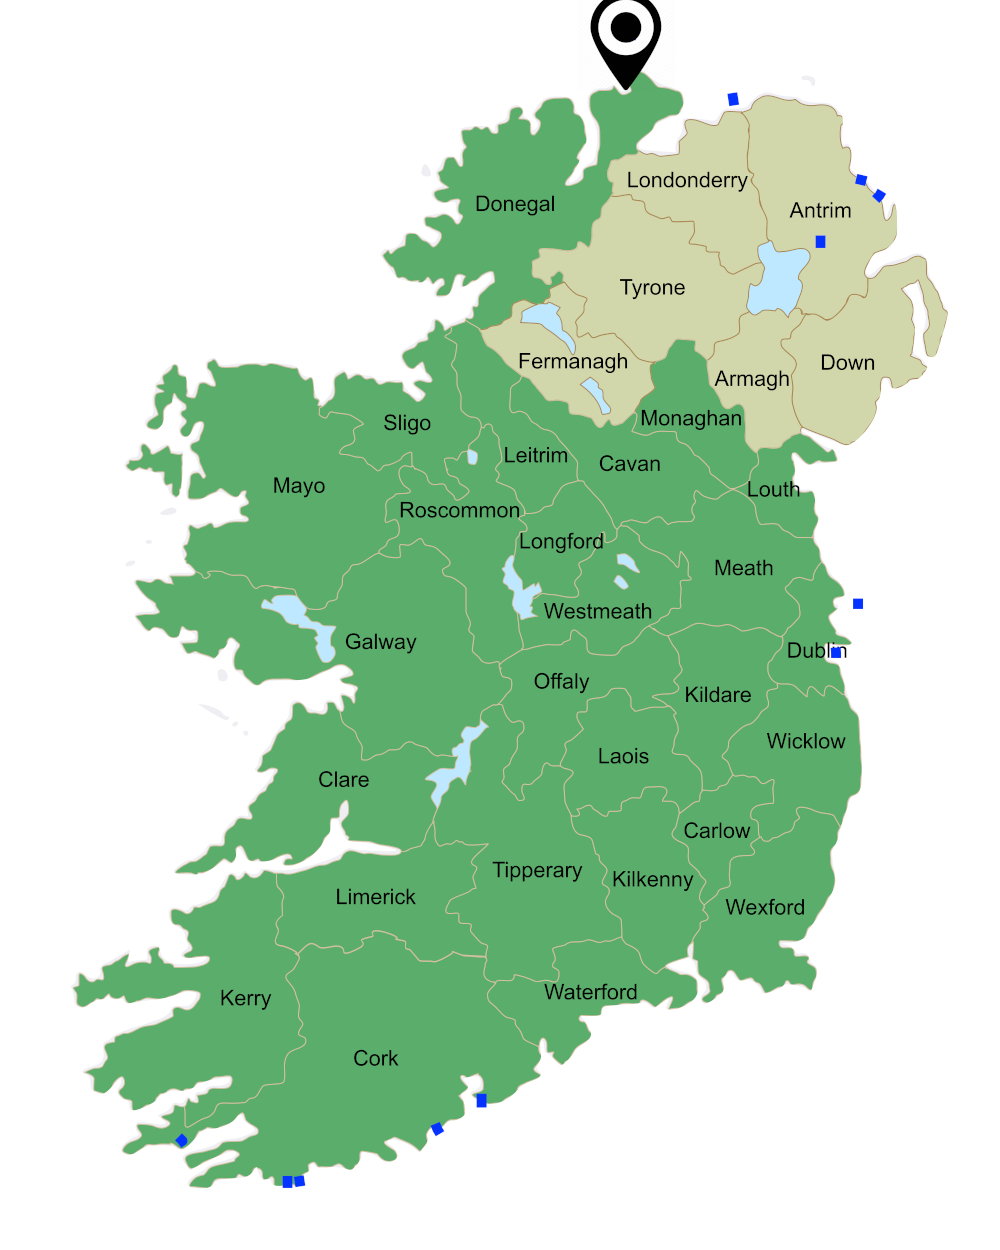 Londonderry
Donegal
Antrim
Tyrone
Fermanagh
Down
Armagh
Monaghan
Sligo
Leitrim
Cavan
Mayo
Louth
Roscommon
Longford
Meath
Westmeath
Galway
Dublin
Offaly
Kildare
Wicklow
Laois
Clare
Carlow
Tipperary
Kilkenny
Limerick
Wexford
Waterford
Kerry
Cork